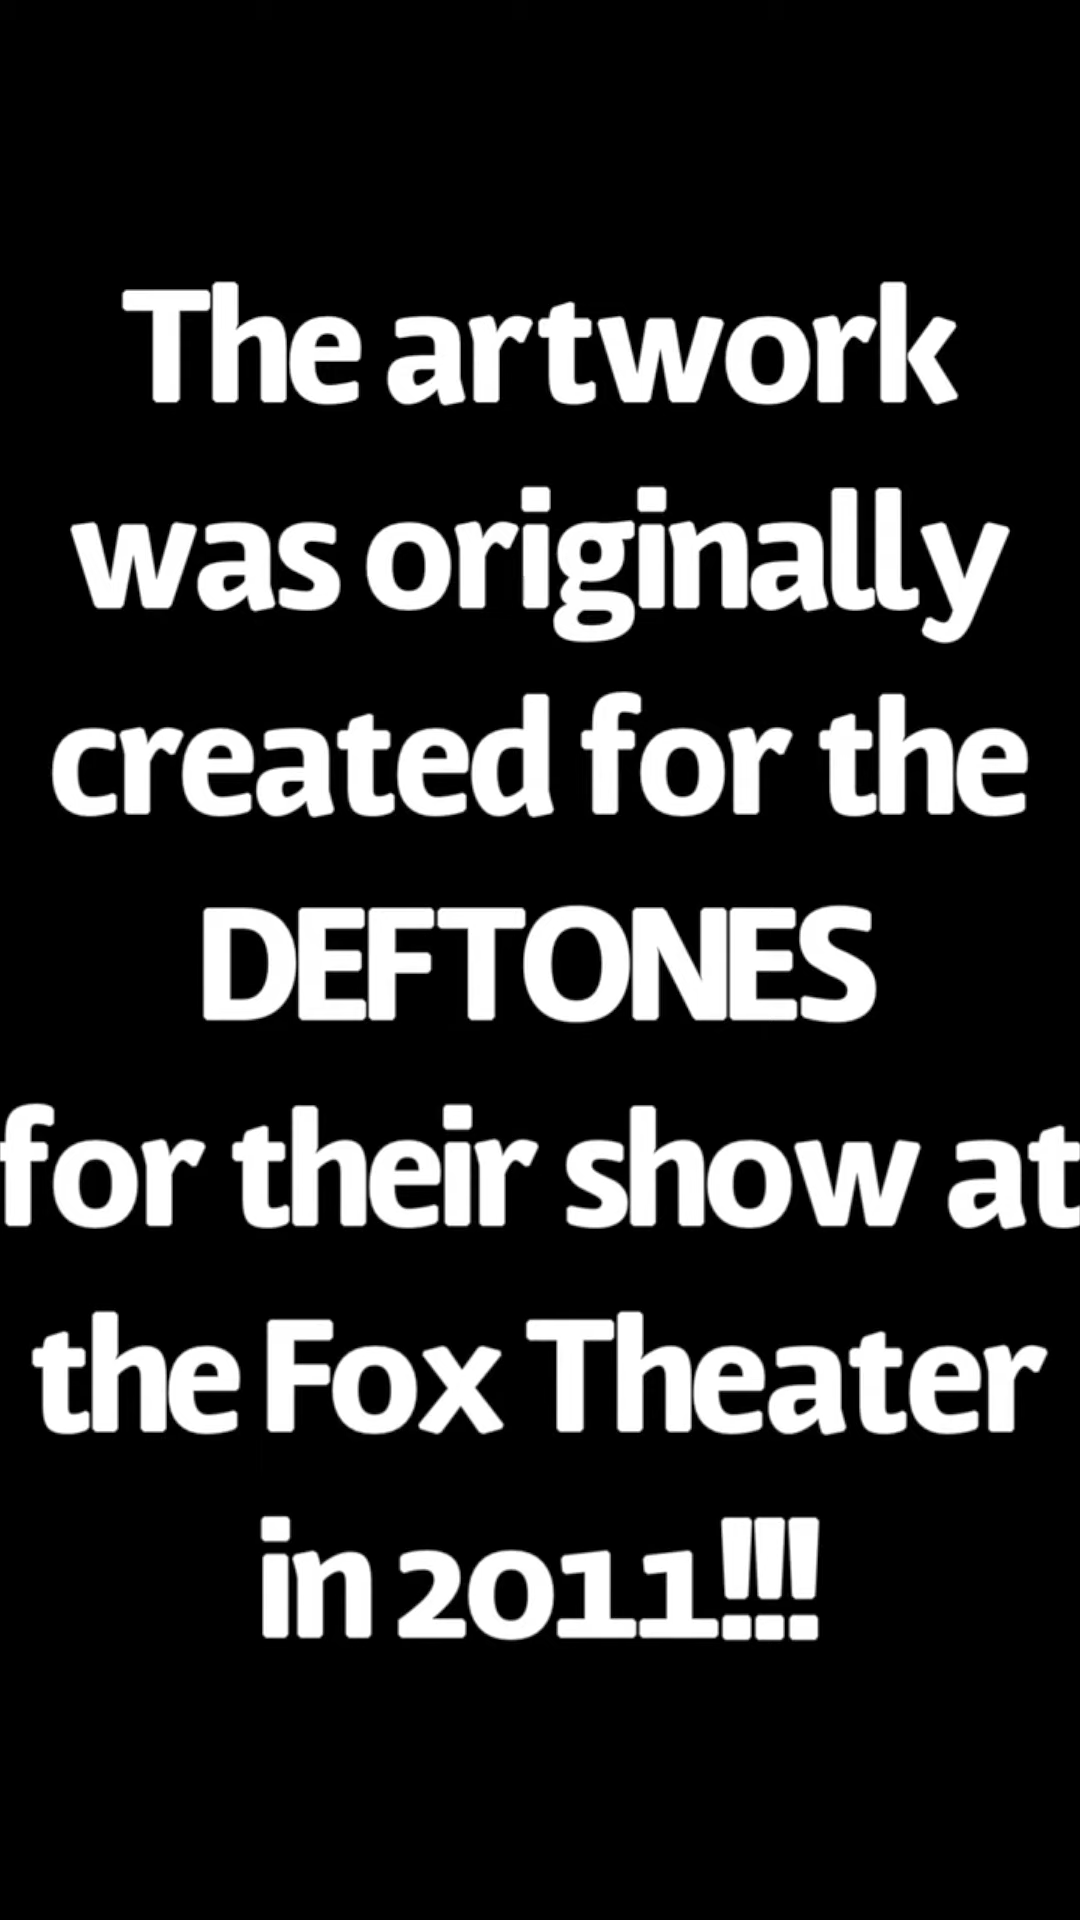 The artwork
was originally
created for the
DEFTONES
for their show at
the Fox Theater
in 2011!!!